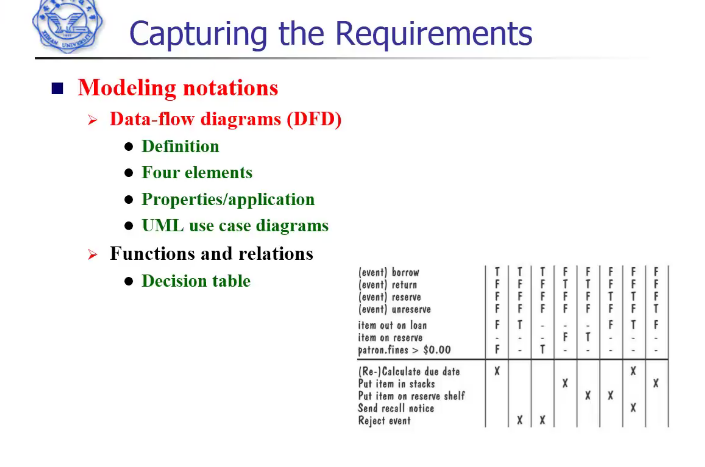 Capturing the Requirements
Modeling notations
Data-flow diagrams (DFD)
Definition
Four elements
Properties/application
UML use case diagrams
Functions and relations
Decision table
(event) borrow T T T F F F F F
(event) return F F F T T F F F
(event) reserve F F F F F T T F
(event) unreserve F F F F F F F T
item out on loan F T - - - F T F
item on reserve - - - F T - - -
patron.fines > $0.00 F - T - - - - -
(Re-)Calculate due date X X
Put item in stacks X X
Put item on reserve shelf X X
Send recall notice X
Reject event X X